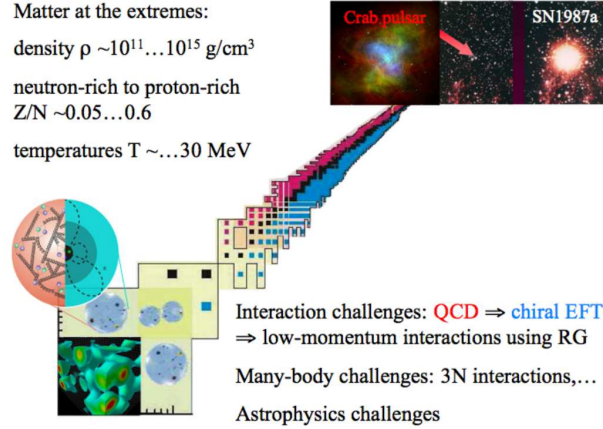 Matter at the extremes:
density ρ ~10¹¹…10¹⁵ g/cm³
neutron-rich to proton-rich
Z/N ~0.05…0.6
temperatures T ~…30 MeV
Crab pulsar
SN1987a
Interaction challenges: QCD ⇒ chiral EFT
⇒ low-momentum interactions using RG
Many-body challenges: 3N interactions,…
Astrophysics challenges